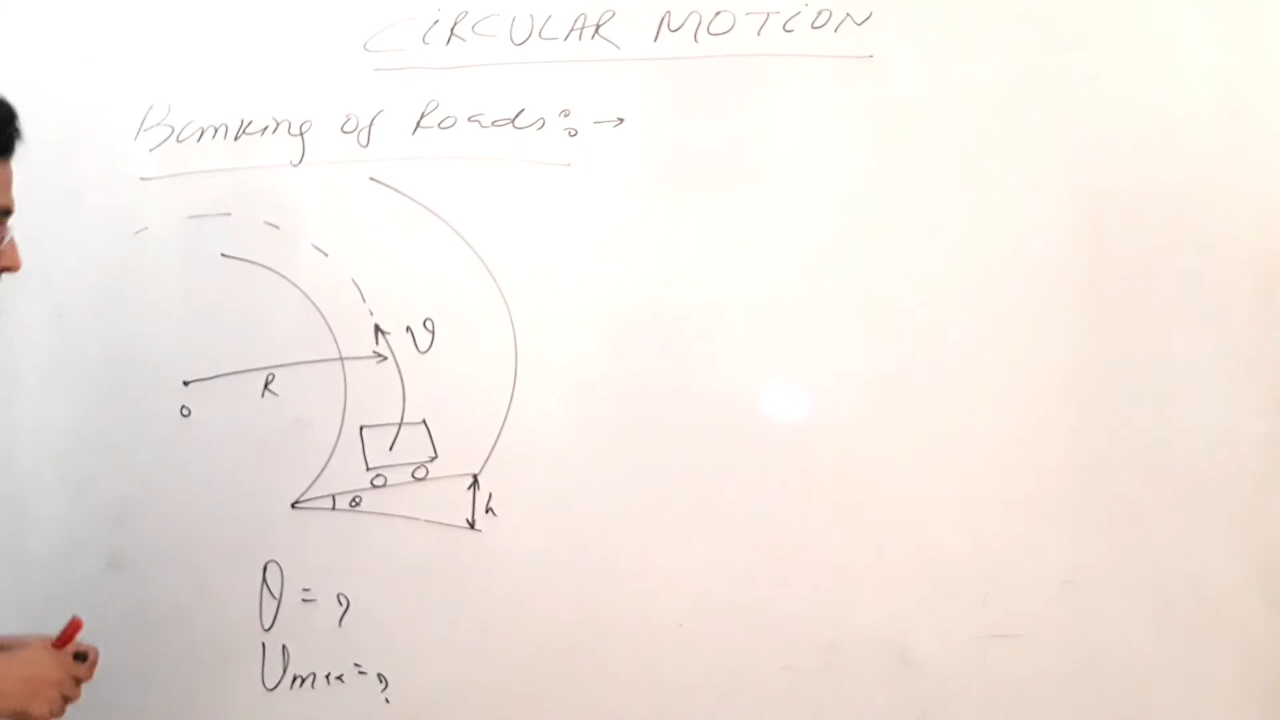 CIRCULAR MOTION
Banking of Roads:→
v
R
o
θ
h
θ = ?
Vmax = ?